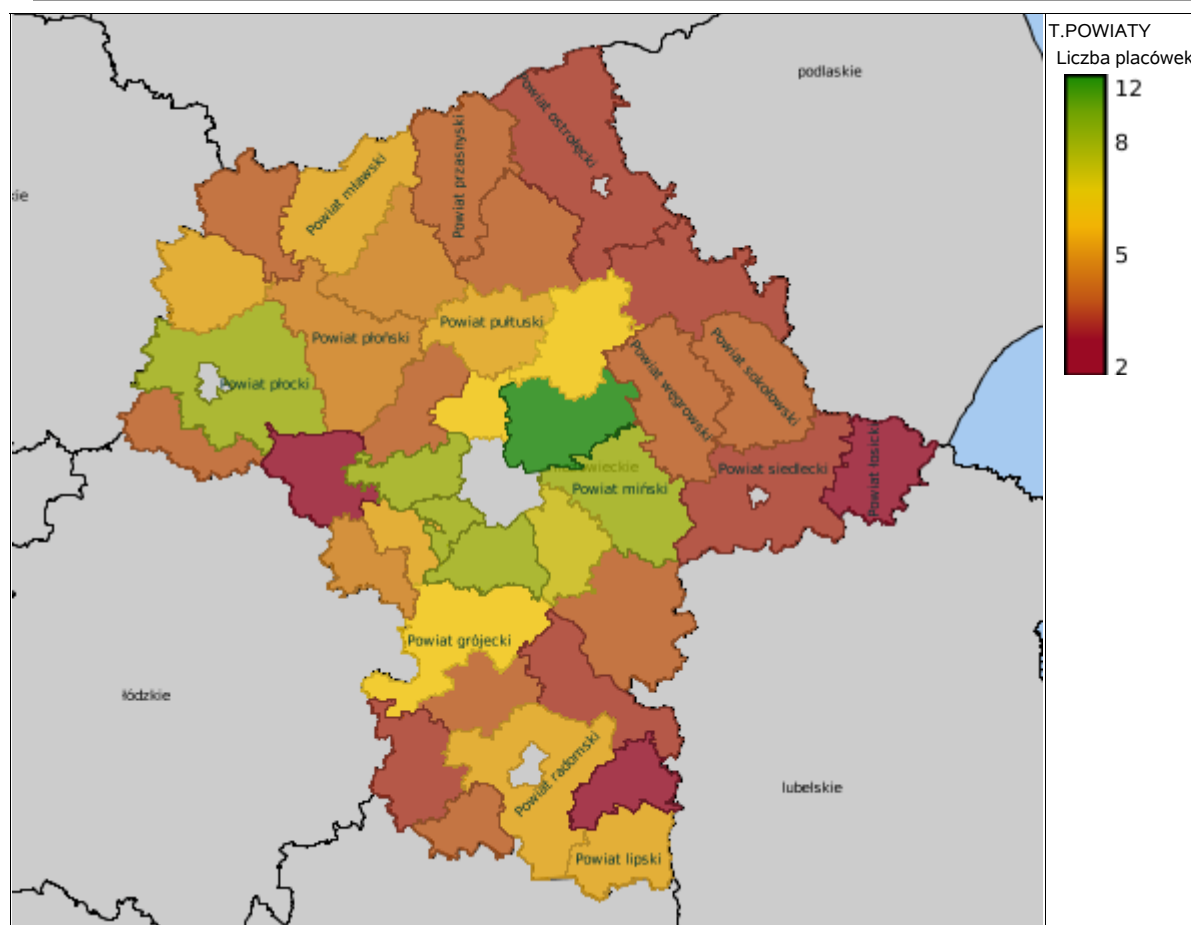 T.POWIATY
Liczba placówek
12
8
5
2
podlaskie
kie
Powiat ostrołęcki
Powiat przasnyski
Powiat mławski
Powiat pułtuski
Powiat płoński
Powiat płocki
Powiat węgrowski
Powiat sokołowski
Powiat siedlecki
Powiat łosicki
Powiat miński
Powiat grójecki
łódzkie
Powiat radomski
lubelskie
Powiat lipski